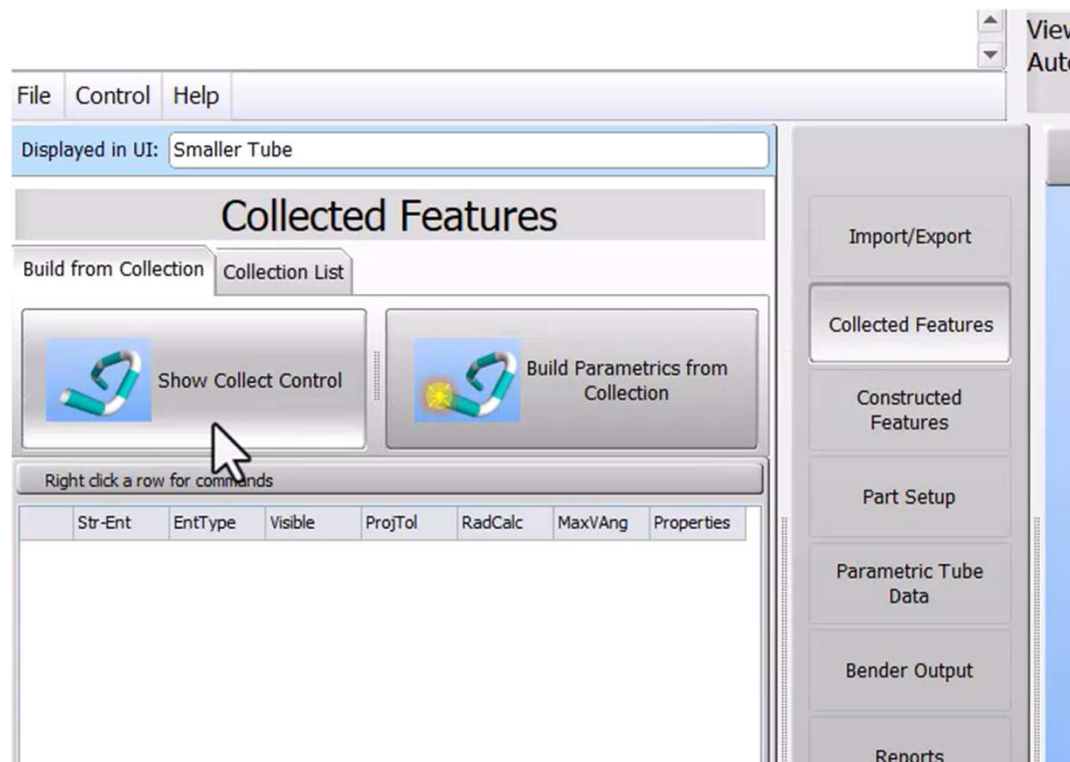 File Control Help
Displayed in UI: Smaller Tube
Collected Features
Build from Collection Collection List
Show Collect Control
Build Parametrics from
Collection
Right click a row for commands
Str-Ent EntType Visible ProjTol RadCalc MaxVAng Properties
Import/Export
Collected Features
Constructed
Features
Part Setup
Parametric Tube
Data
Bender Output
Reports